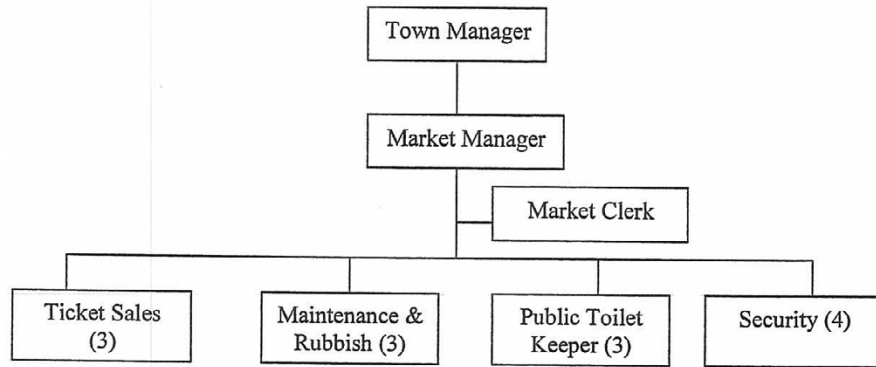 Town Manager
Market Manager
Market Clerk
Ticket Sales
(3)
Maintenance &
Rubbish (3)
Public Toilet
Keeper (3)
Security (4)